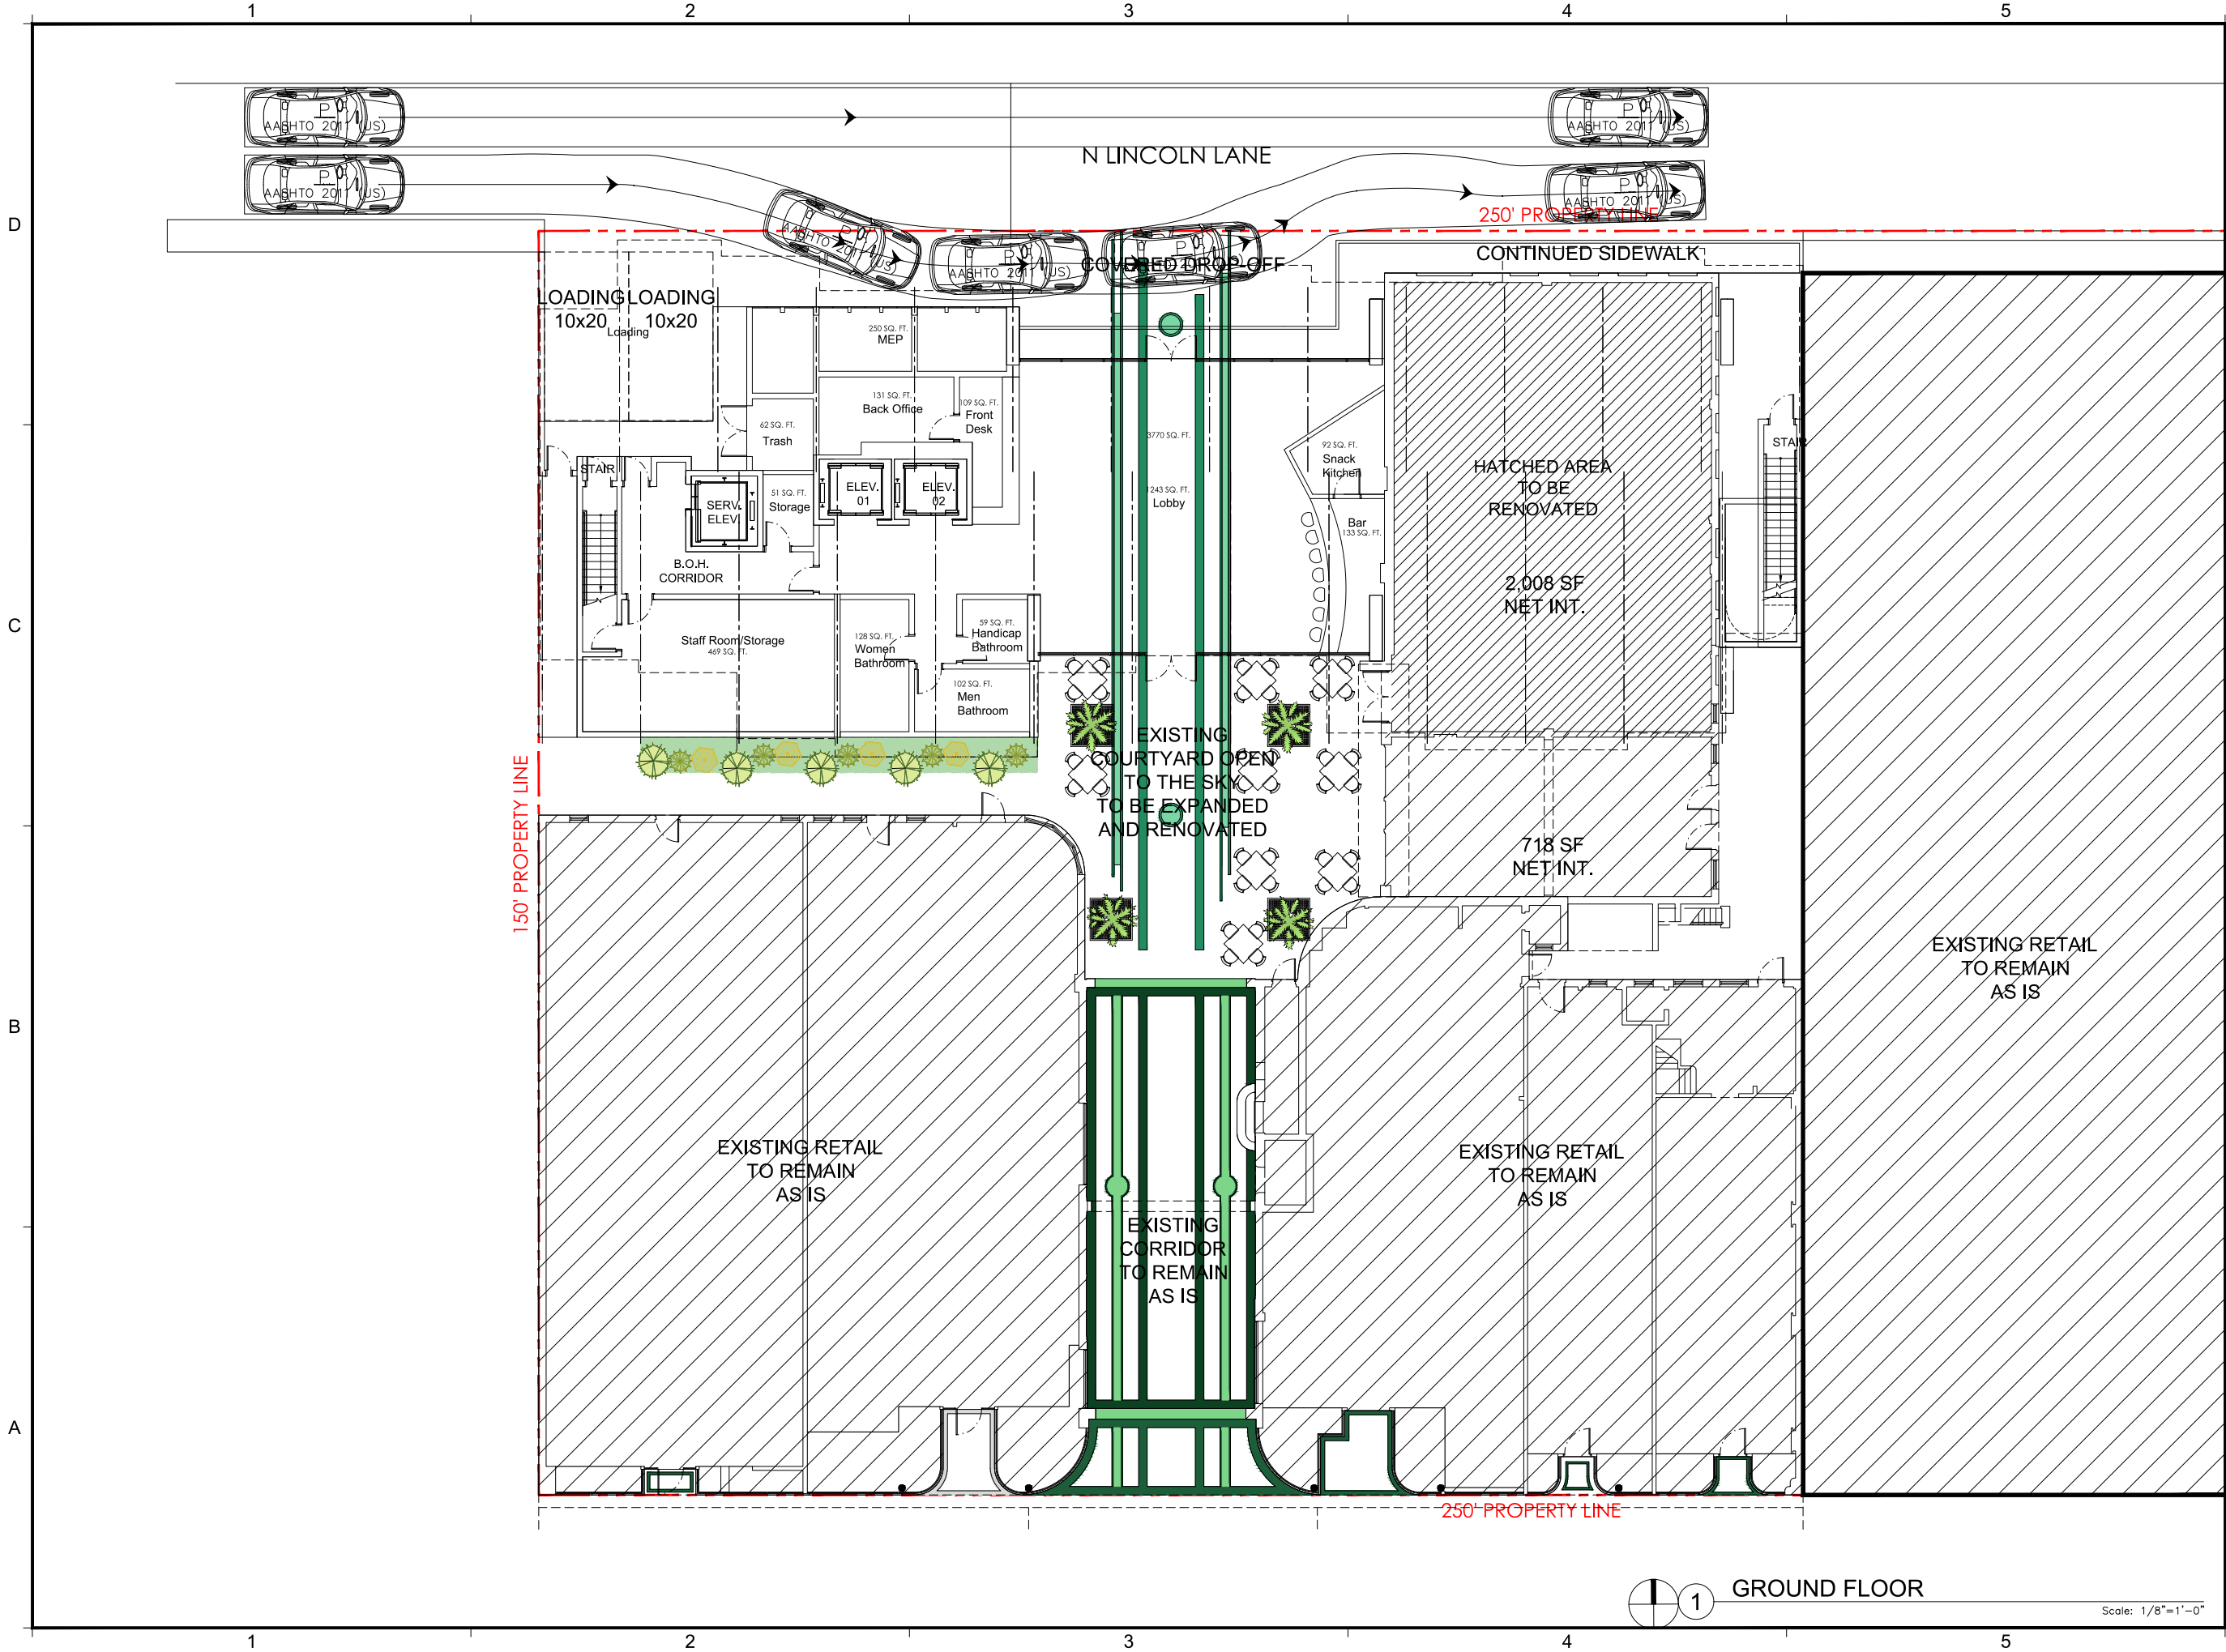 1 2 3 4 5
AASHTO 2011 (US)
P
AASHTO 2011 (US)
P
N LINCOLN LANE
AASHTO 2011 (US)
P
AASHTO 2011 (US)
P
D
250' PROPERTY LINE
AASHTO 2011 (US)
P
AASHTO 2011 (US)
P
P
COVERED DROP-OFF
CONTINUED SIDEWALK
LOADING
10x20
LOADING
10x20
Loading
250 SQ. FT.
MEP
131 SQ. FT.
Back Office
109 SQ. FT.
Front
Desk
62 SQ. FT.
Trash
3770 SQ. FT.
92 SQ. FT.
Snack
Kitchen
STAIR
STAIR
HATCHED AREA
TO BE
RENOVATED
SERV.
ELEV.
51 SQ. FT.
Storage
ELEV.
01
ELEV.
02
1243 SQ. FT.
Lobby
Bar
133 SQ. FT.
B.O.H.
CORRIDOR
2,008 SF
NET INT.
C
Staff Room/Storage
469 SQ. FT.
128 SQ. FT.
Women
Bathroom
59 SQ. FT.
Handicap
Bathroom
102 SQ. FT.
Men
Bathroom
EXISTING
COURTYARD OPEN
TO THE SKY
TO BE EXPANDED
AND RENOVATED
150' PROPERTY LINE
718 SF
NET INT.
EXISTING RETAIL
TO REMAIN
AS IS
B
EXISTING RETAIL
TO REMAIN
AS IS
EXISTING RETAIL
TO REMAIN
AS IS
EXISTING
CORRIDOR
TO REMAIN
AS IS
A
250' PROPERTY LINE
1
GROUND FLOOR
Scale: 1/8"=1'-0"
1 2 3 4 5